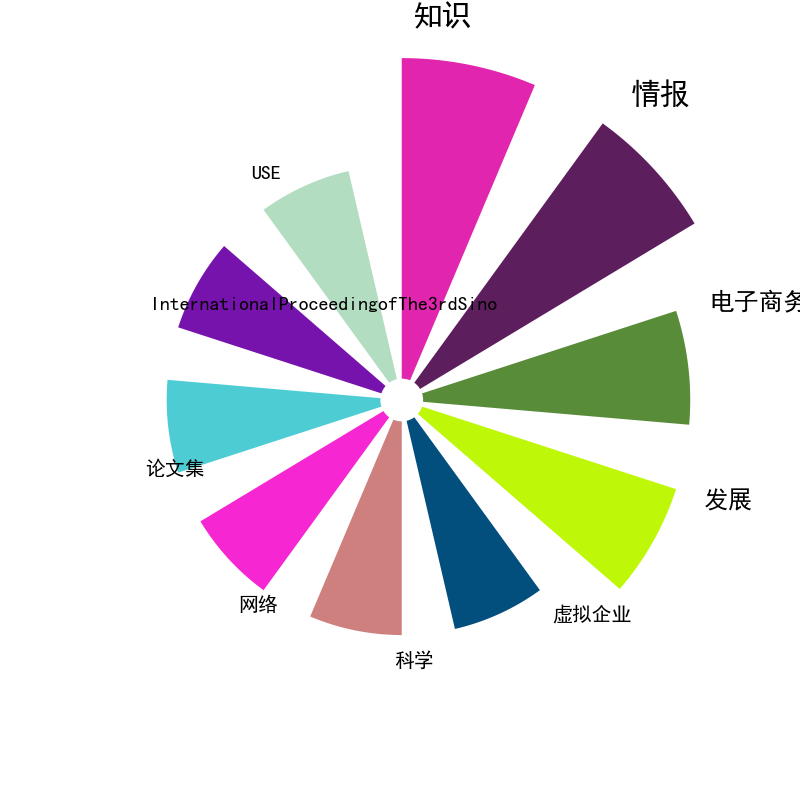 知识
情报
USE
电子商务
InternationalProceedingofThe3rdSino
论文集
发展
网络
虚拟企业
科学